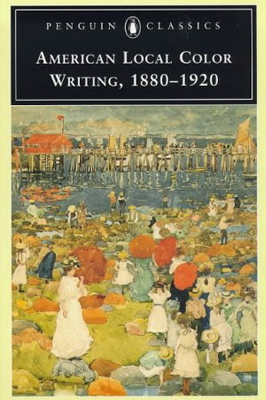 PENGUIN CLASSICS
AMERICAN LOCAL COLOR
WRITING, 1880–1920